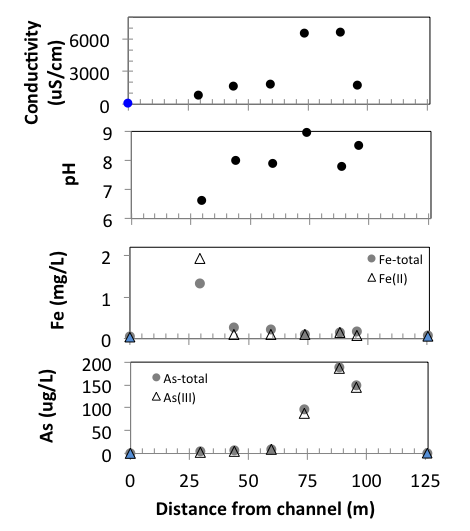 Conductivity
(uS/cm)
6000
3000
0
pH
9
8
7
6
Fe (mg/L)
2
1
0
Fe-total
Fe(II)
As (ug/L)
200
150
100
50
0
As-total
As(III)
0 25 50 75 100 125
Distance from channel (m)